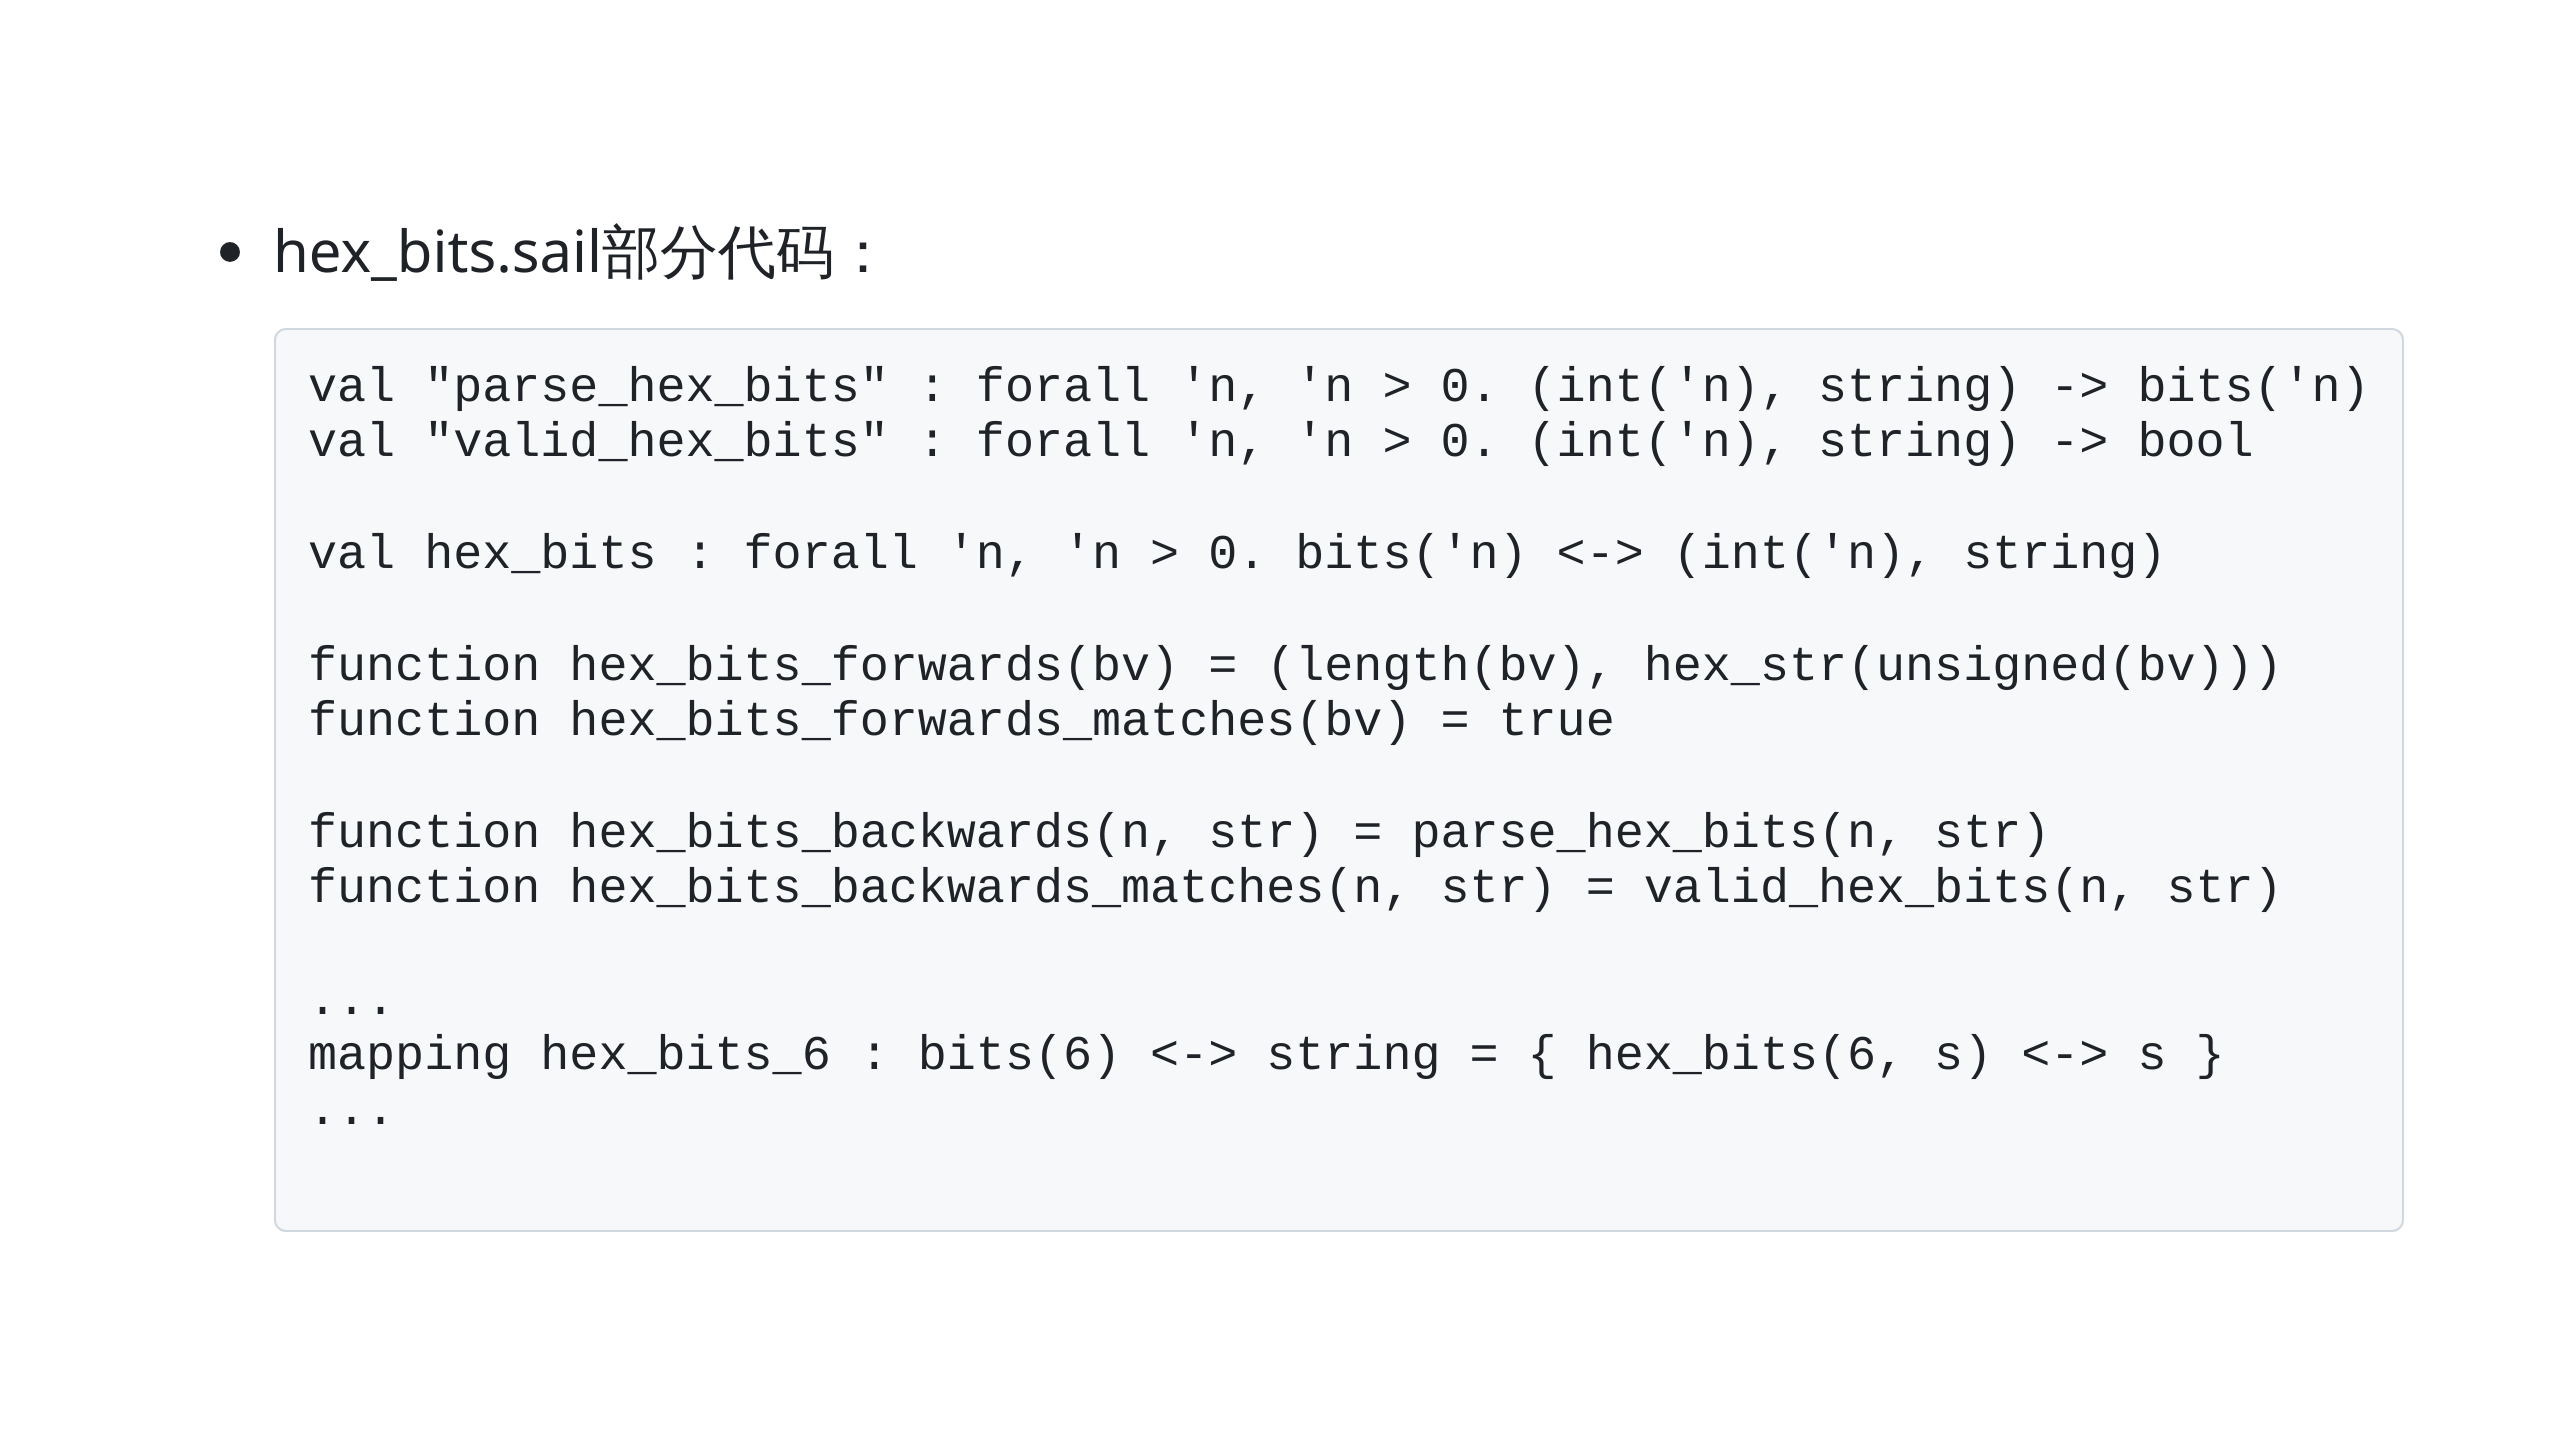 hex_bits.sail部分代码：
val "parse_hex_bits" : forall 'n, 'n > 0. (int('n), string) -> bits('n)
val "valid_hex_bits" : forall 'n, 'n > 0. (int('n), string) -> bool
val hex_bits : forall 'n, 'n > 0. bits('n) <-> (int('n), string)
function hex_bits_forwards(bv) = (length(bv), hex_str(unsigned(bv)))
function hex_bits_forwards_matches(bv) = true
function hex_bits_backwards(n, str) = parse_hex_bits(n, str)
function hex_bits_backwards_matches(n, str) = valid_hex_bits(n, str)
...
mapping hex_bits_6 : bits(6) <-> string = { hex_bits(6, s) <-> s }
...